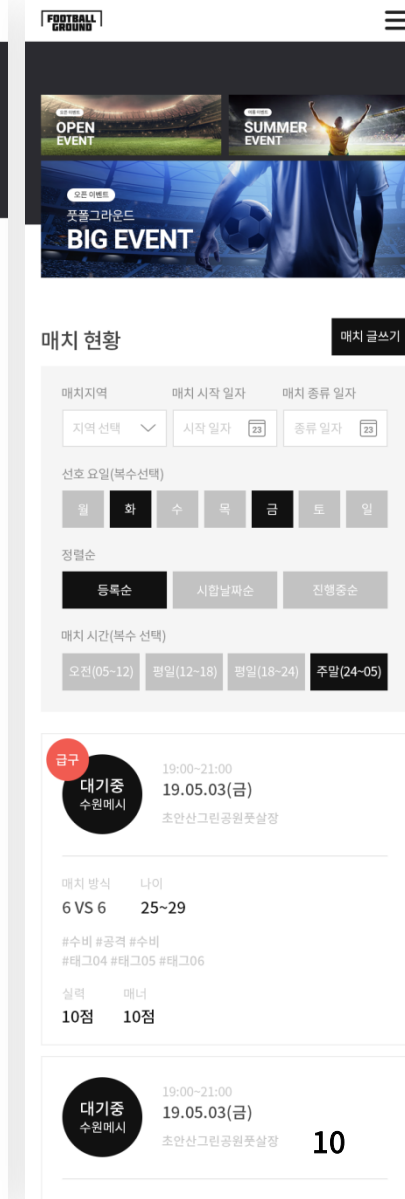 FOOTBALL
GROUND
오픈 이벤트
OPEN
EVENT
여름 이벤트
SUMMER
EVENT
오픈 이벤트
풋폴그라운드
BIG EVENT
매치 현황
매치 글쓰기
매치지역 매치 시작 일자 매치 종류 일자
지역 선택 시작 일자 23 종류 일자 23
선호 요일(복수선택)
월 화 수 목 금 토 일
정렬순
등록순 시합날짜순 진행중순
매치 시간(복수 선택)
오전(05~12) 평일(12~18) 평일(18~24) 주말(24~05)
급구
대기중
수원메시
19:00~21:00
19.05.03(금)
초안산그린공원풋살장
매치 방식 나이
6 VS 6 25~29
#수비 #공격 #수비
#태그04 #태그05 #태그06
실력 매너
10점 10점
대기중
수원메시
19:00~21:00
19.05.03(금)
초안산그린공원풋살장
10